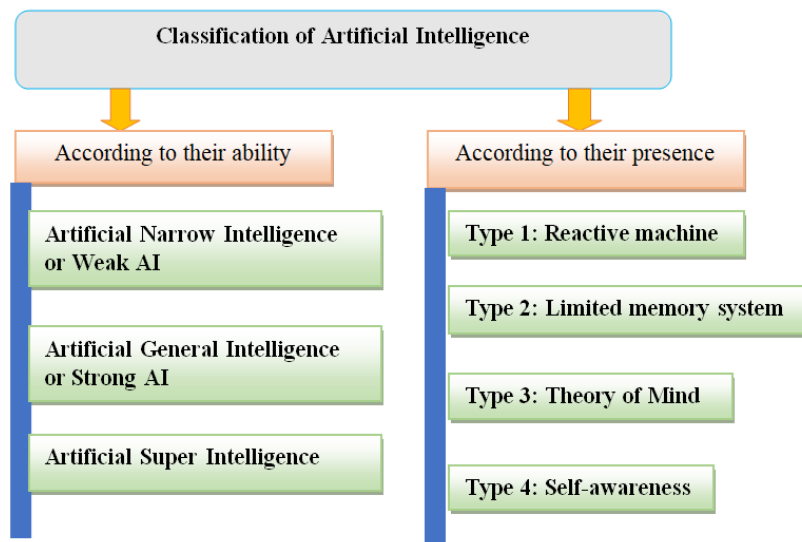 Classification of Artificial Intelligence
According to their ability
Artificial Narrow Intelligence
or Weak AI
Artificial General Intelligence
or Strong AI
Artificial Super Intelligence
According to their presence
Type 1: Reactive machine
Type 2: Limited memory system
Type 3: Theory of Mind
Type 4: Self-awareness